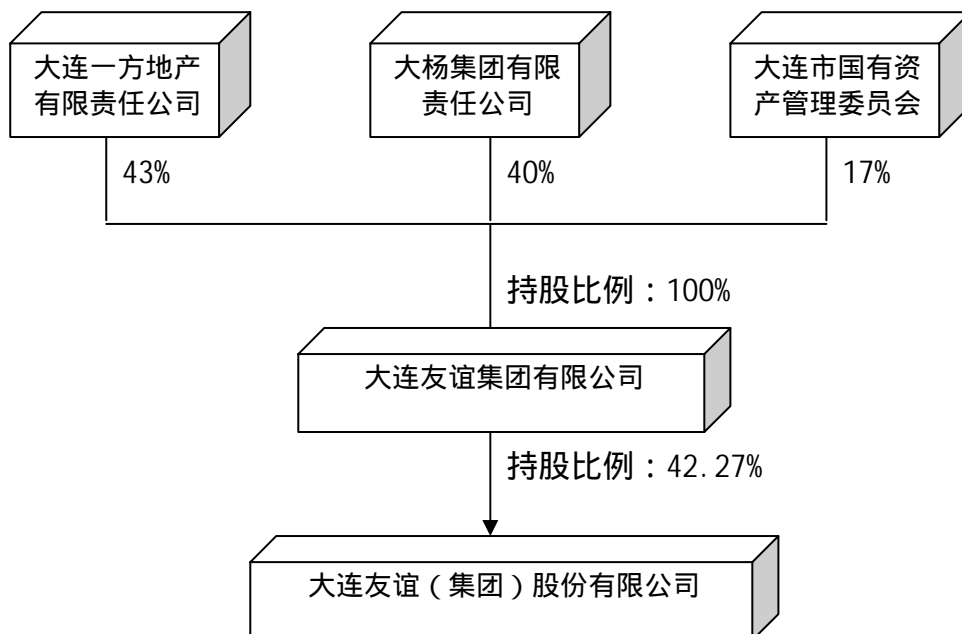 大连一方地产
有限责任公司
大杨集团有限
责任公司
大连市国有资
产管理委员会
43%
40%
17%
持股比例：100%
大连友谊集团有限公司
持股比例：42.27%
大连友谊（集团）股份有限公司